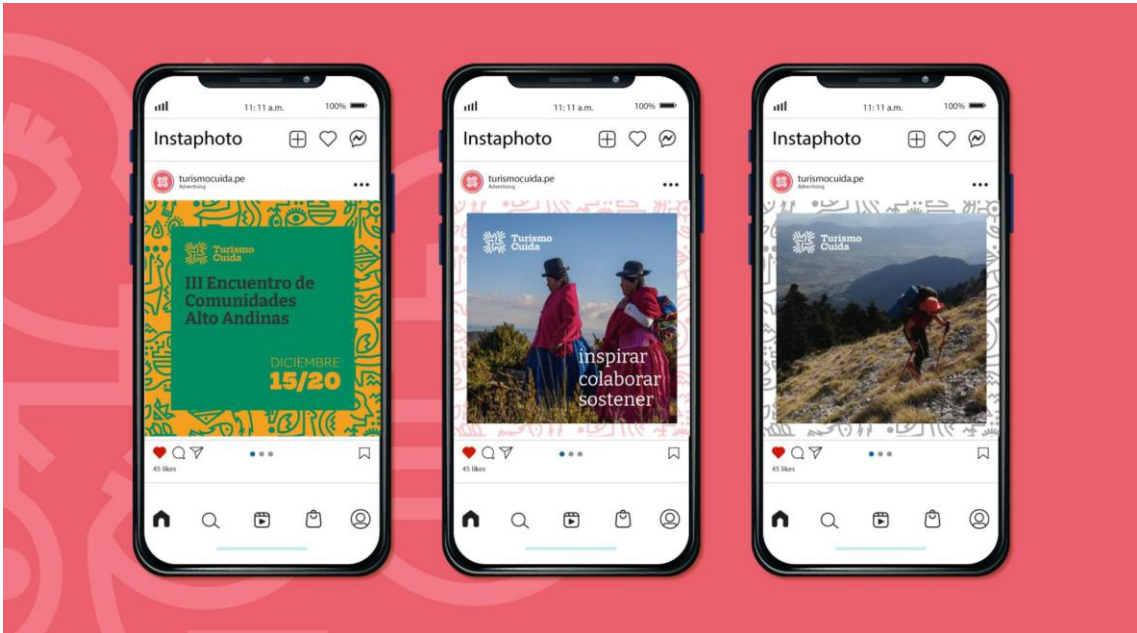 11:11 a.m.
100%
Instaphoto
turismocuida.pe
Advertising
Turismo
Cuida
III Encuentro de
Comunidades
Alto Andinas
DICIEMBRE
15/20
45 likes
11:11 a.m.
100%
Instaphoto
turismocuida.pe
Advertising
Turismo
Cuida
inspirar
colaborar
sostener
45 likes
11:11 a.m.
100%
Instaphoto
turismocuida.pe
Advertising
Turismo
Cuida
45 likes